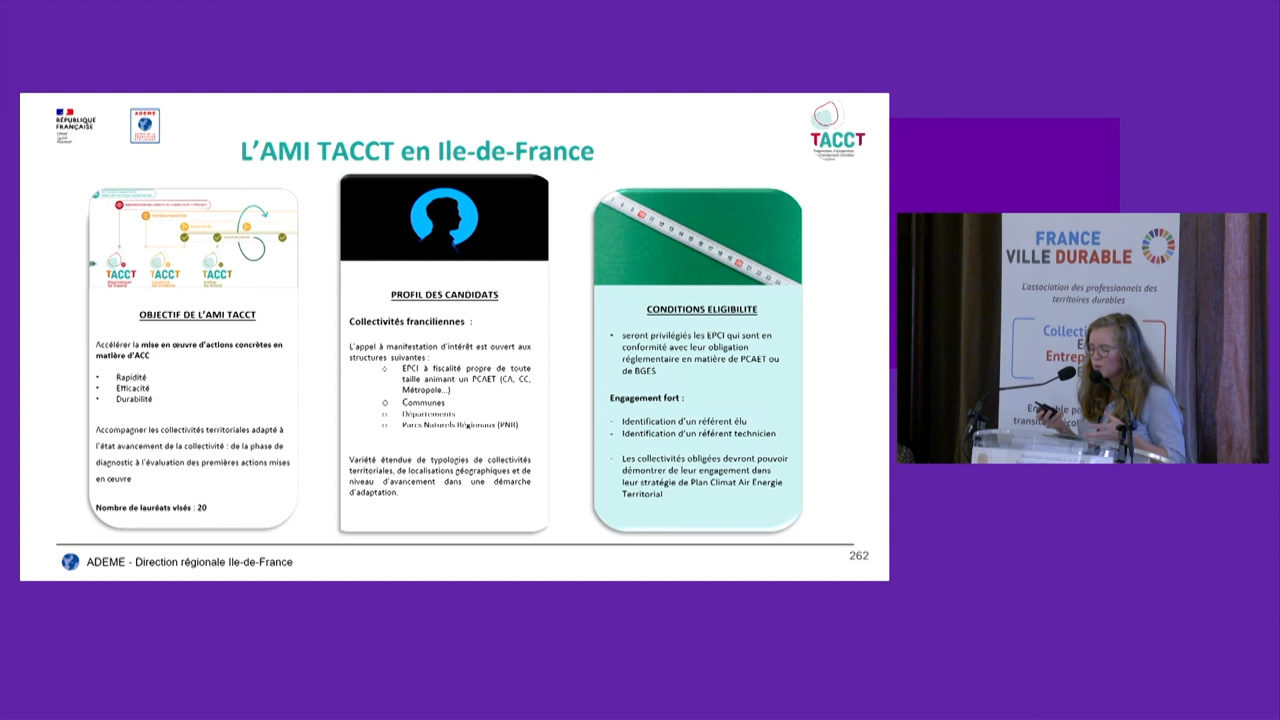 RÉPUBLIQUE
FRANÇAISE
ADEME
TACCT
L'AMI TACCT en Ile-de-France
TACCT
TACCT
TACCT
OBJECTIF DE L'AMI TACCT
Accélérer la mise en œuvre d'actions concrètes en
matière d'ACC
• Rapidité
• Efficacité
• Durabilité
Accompagner les collectivités territoriales adapté à
l'état avancement de la collectivité : de la phase de
diagnostic à l'évaluation des premières actions mises
en œuvre
Nombre de lauréats visés : 20
PROFIL DES CANDIDATS
Collectivités franciliennes :
L'appel à manifestation d'intérêt est ouvert aux
structures suivantes :
○ EPCI à fiscalité propre de toute
taille animant un PCAET (CA, CC,
Métropole...)
○ Communes
○ Départements
○ Parcs Naturels Régionaux (PNR)
Variété étendue de typologies de collectivités
territoriales, de localisations géographiques et de
niveau d'avancement dans une démarche
d'adaptation.
CONDITIONS ELIGIBILITE
• seront privilégiés les EPCI qui sont en
conformité avec leur obligation
réglementaire en matière de PCAET ou
de BGES
Engagement fort :
- Identification d'un référent élu
- Identification d'un référent technicien
- Les collectivités obligées devront pouvoir
démontrer de leur engagement dans
leur stratégie de Plan Climat Air Energie
Territorial
ADEME - Direction régionale Ile-de-France
262
FRANCE
VILLE DURABLE
L'association des professionnels des
territoires durables
Collecti
Entrep